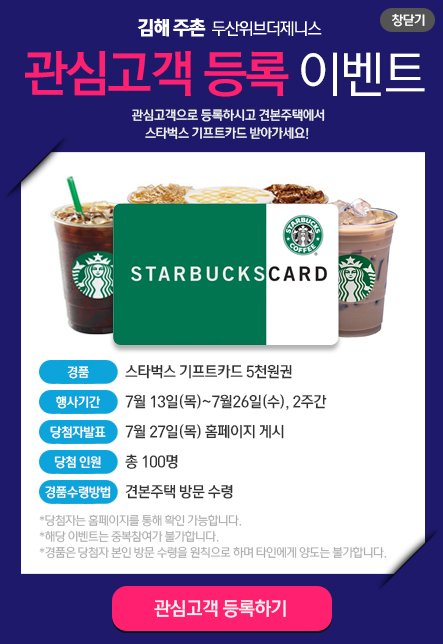 창닫기
김해 주촌 두산위브더제니스
관심고객 등록 이벤트
관심고객으로 등록하시고 견본주택에서
스타벅스 기프트카드 받아가세요!
STARBUCKS COFFEE
STARBUCKSCARD
경품 스타벅스 기프트카드 5천원권
행사기간 7월 13일(목)~7월26일(수), 2주간
당첨자발표 7월 27일(목) 홈페이지 게시
당첨 인원 총 100명
경품수령방법 견본주택 방문 수령
*당첨자는 홈페이지를 통해 확인 가능합니다.
*해당 이벤트는 중복참여가 불가합니다.
*경품은 당첨자 본인 방문 수령을 원칙으로 하며 타인에게 양도는 불가합니다.
관심고객 등록하기